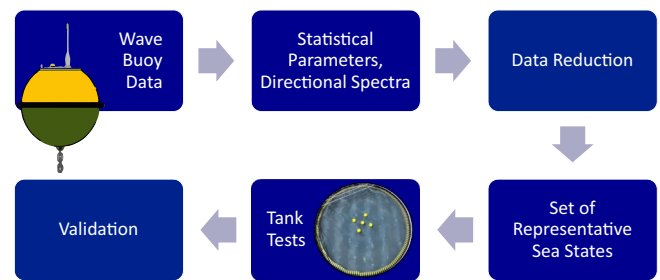 Wave
Buoy
Data
Statistical
Parameters,
Directional Spectra
Data Reduction
Set of
Representative
Sea States
Tank
Tests
Validation